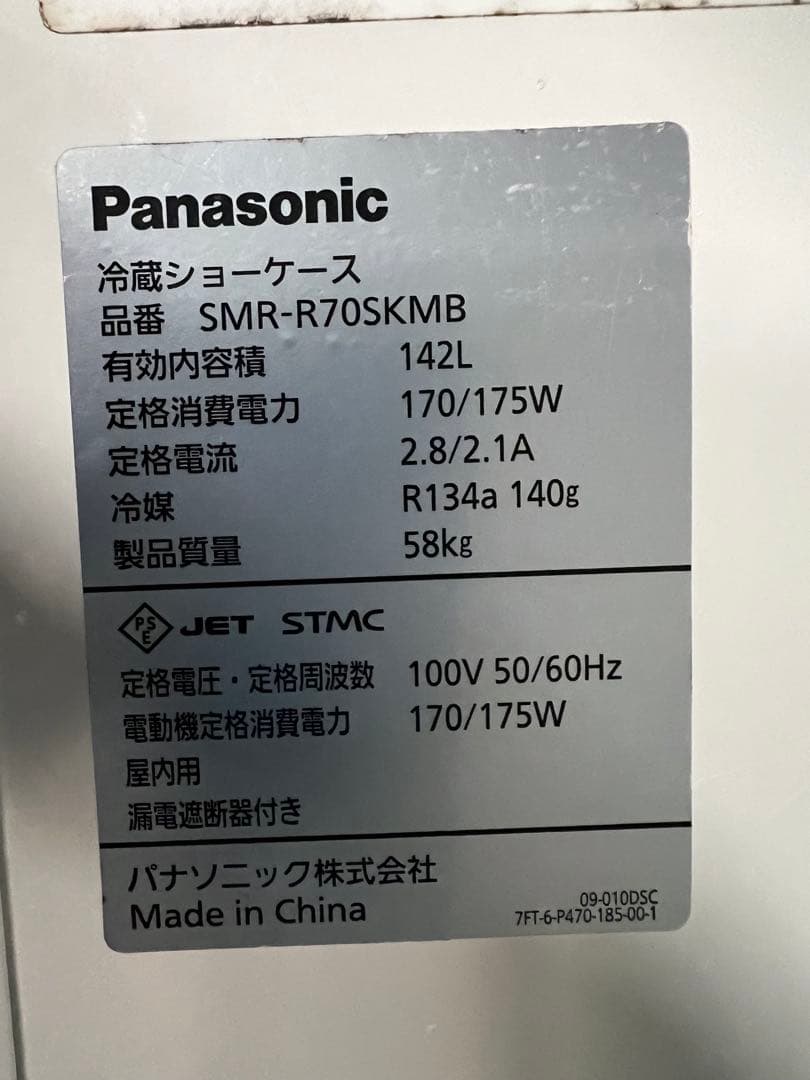 Panasonic
冷蔵ショーケース
品番 SMR-R70SKMB
有効内容積 142L
定格消費電力 170/175W
定格電流 2.8/2.1A
冷媒 R134a 140g
製品質量 58kg
PSE JET STMC
定格電圧・定格周波数 100V 50/60Hz
電動機定格消費電力 170/175W
屋内用
漏電遮断器付き
パナソニック株式会社
Made in China
09-010DSC
7FT-6-P470-185-00-1